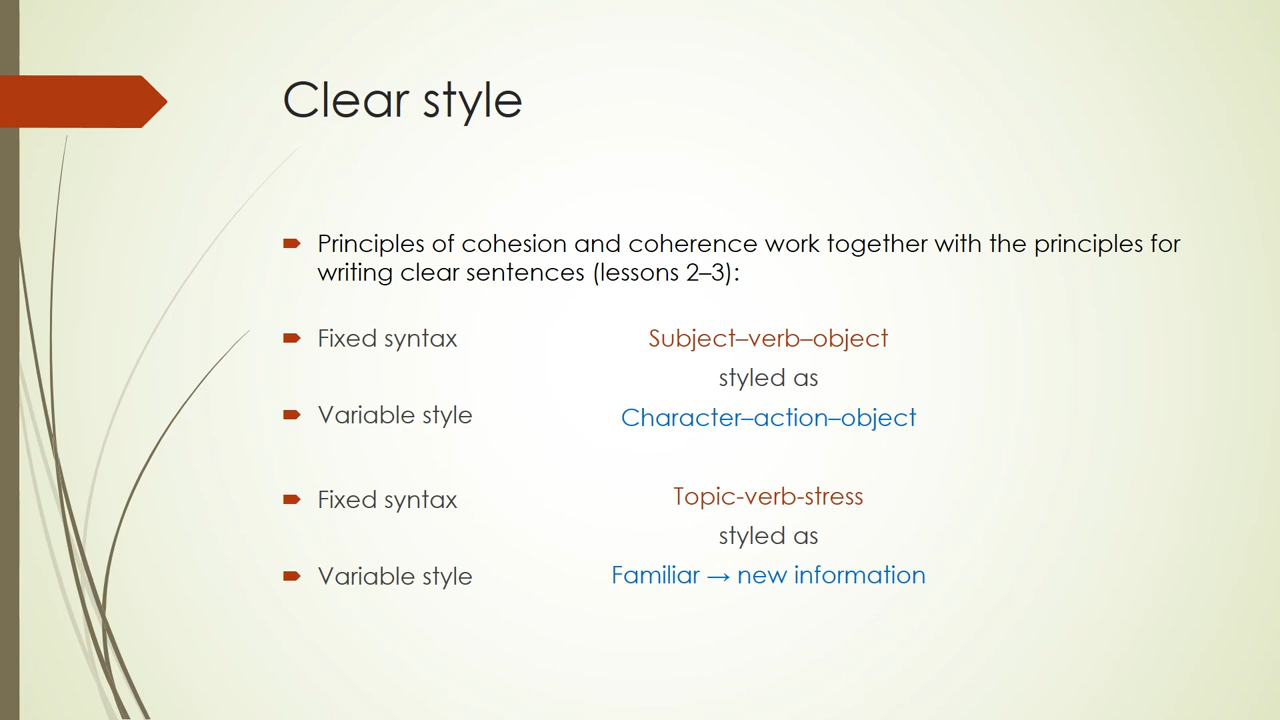 Clear style
Principles of cohesion and coherence work together with the principles for
writing clear sentences (lessons 2–3):
Fixed syntax
Subject–verb–object
styled as
Variable style
Character–action–object
Fixed syntax
Topic-verb-stress
styled as
Variable style
Familiar → new information